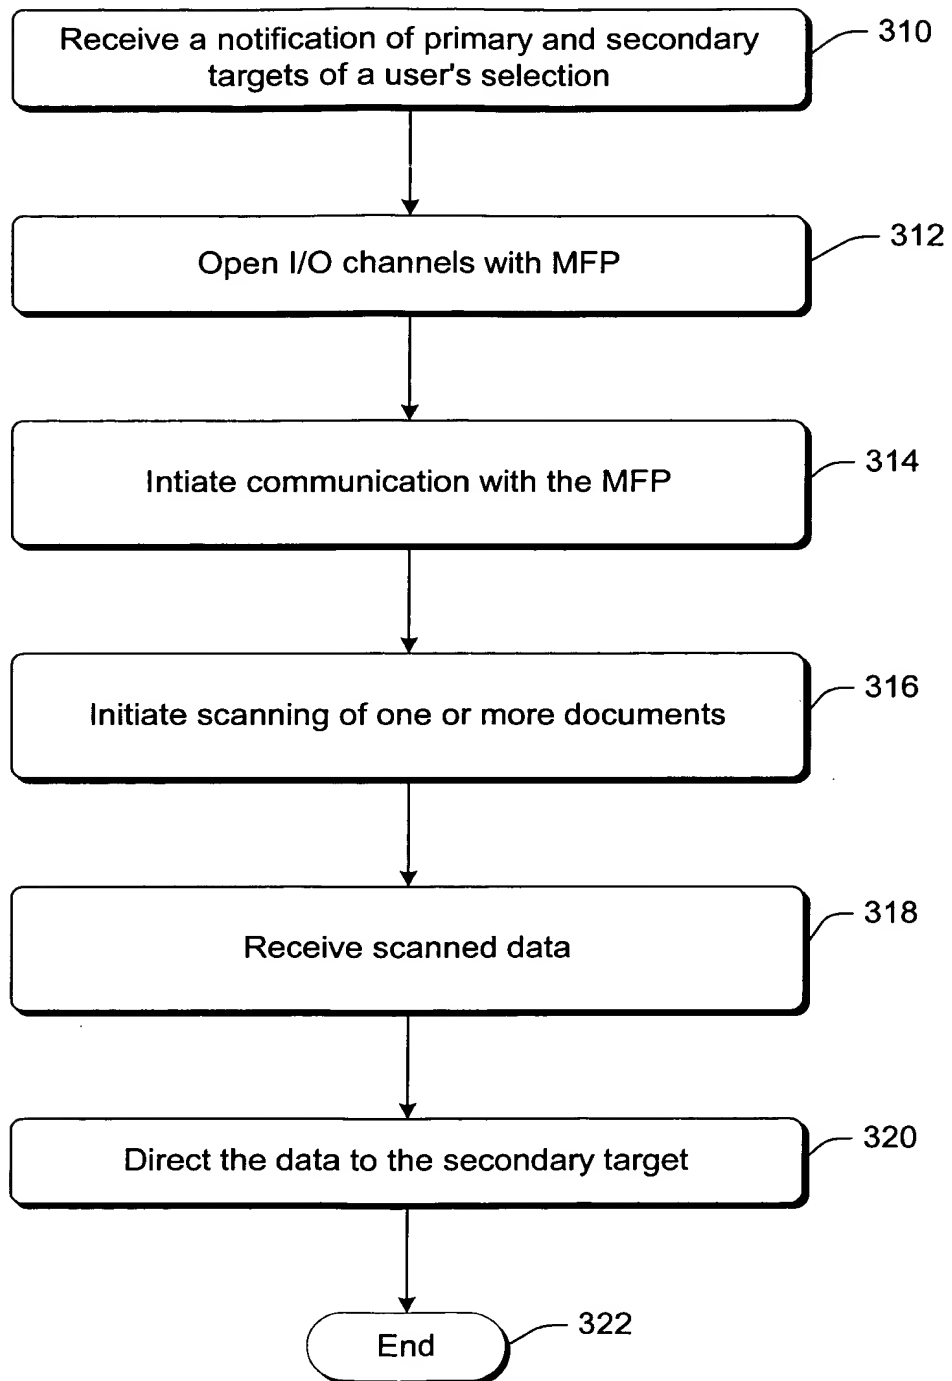 Receive a notification of primary and secondary
targets of a user's selection
310
Open I/O channels with MFP
312
Intiate communication with the MFP
314
Initiate scanning of one or more documents
316
Receive scanned data
318
Direct the data to the secondary target
320
End
322